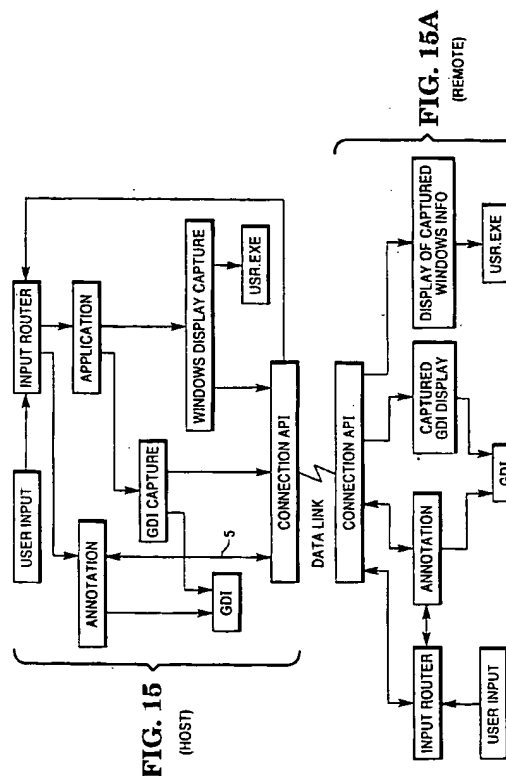 FIG. 15
(HOST)
USER INPUT
INPUT ROUTER
ANNOTATION
APPLICATION
GDI CAPTURE
WINDOWS DISPLAY CAPTURE
GDI
5
USR.EXE
CONNECTION API
DATA LINK
FIG. 15A
(REMOTE)
CONNECTION API
INPUT ROUTER
ANNOTATION
CAPTURED
GDI DISPLAY
DISPLAY OF CAPTURED
WINDOWS INFO
USER INPUT
GDI
USR.EXE